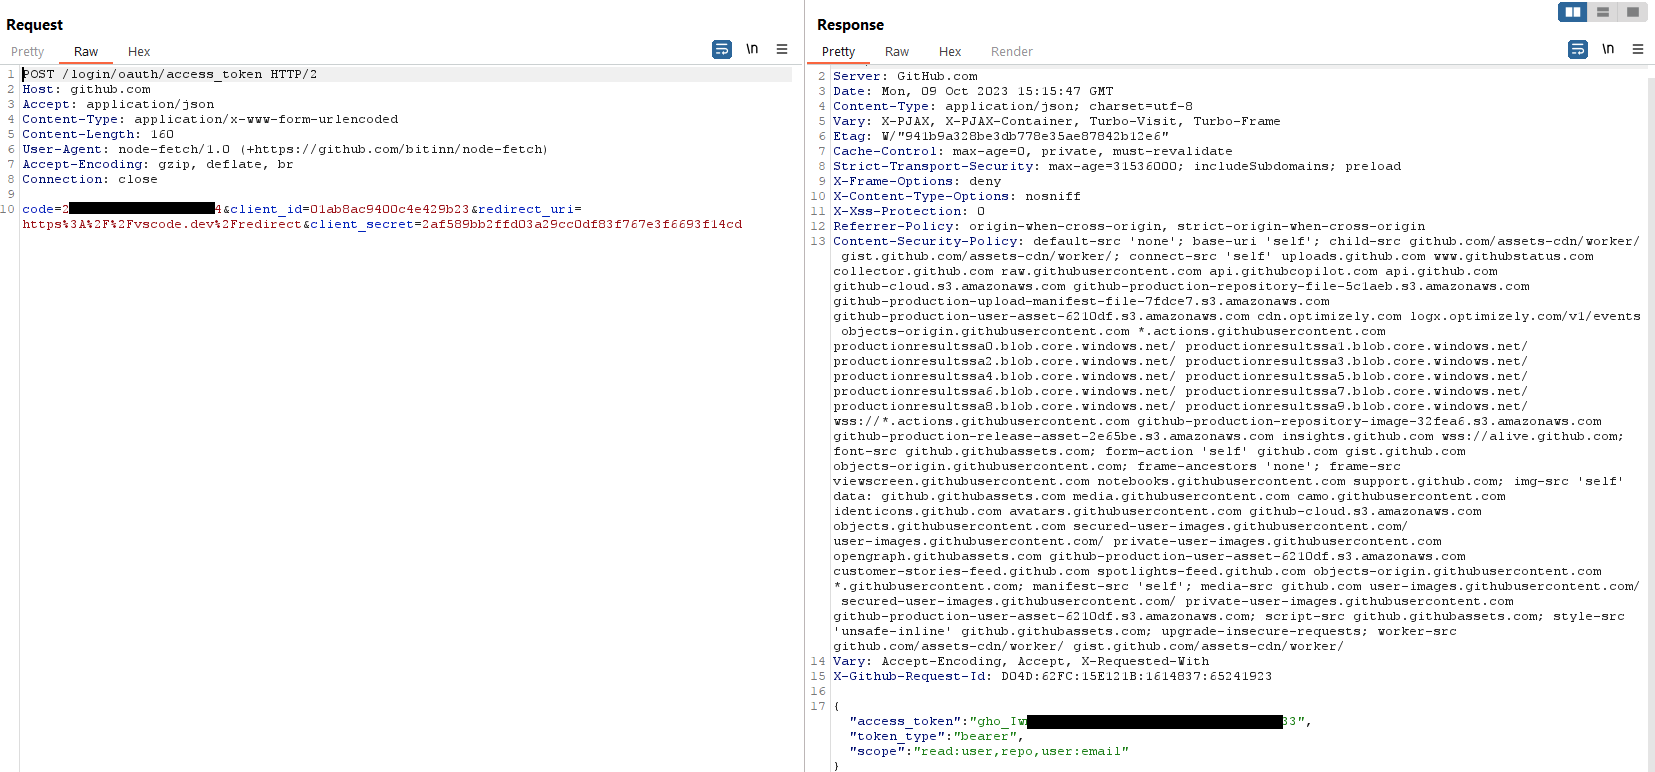 Request
Pretty Raw Hex
\n
1 POST /login/oauth/access_token HTTP/2
2 Host: github.com
3 Accept: application/json
4 Content-Type: application/x-www-form-urlencoded
5 Content-Length: 160
6 User-Agent: node-fetch/1.0 (+https://github.com/bitinn/node-fetch)
7 Accept-Encoding: gzip, deflate, br
8 Connection: close
9
10 code=2 4&client_id=01ab8ac9400c4e429b23&redirect_uri=
https%3A%2F%2Fvscode.dev%2Fredirect&client_secret=2af589bb2ffd03a29cc0df83f767e3f6693f14cd
Response
Pretty Raw Hex Render
\n
2 Server: GitHub.com
3 Date: Mon, 09 Oct 2023 15:15:47 GMT
4 Content-Type: application/json; charset=utf-8
5 Vary: X-PJAX, X-PJAX-Container, Turbo-Visit, Turbo-Frame
6 Etag: W/"941b9a328be3db778e35ae87842b12e6"
7 Cache-Control: max-age=0, private, must-revalidate
8 Strict-Transport-Security: max-age=31536000; includeSubdomains; preload
9 X-Frame-Options: deny
10 X-Content-Type-Options: nosniff
11 X-Xss-Protection: 0
12 Referrer-Policy: origin-when-cross-origin, strict-origin-when-cross-origin
13 Content-Security-Policy: default-src 'none'; base-uri 'self'; child-src github.com/assets-cdn/worker/
gist.github.com/assets-cdn/worker/; connect-src 'self' uploads.github.com www.githubstatus.com
collector.github.com raw.githubusercontent.com api.githubcopilot.com api.github.com
github-cloud.s3.amazonaws.com github-production-repository-file-5c1aeb.s3.amazonaws.com
github-production-upload-manifest-file-7fdce7.s3.amazonaws.com
github-production-user-asset-6210df.s3.amazonaws.com cdn.optimizely.com logx.optimizely.com/v1/events
objects-origin.githubusercontent.com *.actions.githubusercontent.com
productionresultssa0.blob.core.windows.net/ productionresultssa1.blob.core.windows.net/
productionresultssa2.blob.core.windows.net/ productionresultssa3.blob.core.windows.net/
productionresultssa4.blob.core.windows.net/ productionresultssa5.blob.core.windows.net/
productionresultssa6.blob.core.windows.net/ productionresultssa7.blob.core.windows.net/
productionresultssa8.blob.core.windows.net/ productionresultssa9.blob.core.windows.net/
wss://*.actions.githubusercontent.com github-production-repository-image-32fea6.s3.amazonaws.com
github-production-release-asset-2e65be.s3.amazonaws.com insights.github.com wss://alive.github.com;
font-src github.githubassets.com; form-action 'self' github.com gist.github.com
objects-origin.githubusercontent.com; frame-ancestors 'none'; frame-src
viewscreen.githubusercontent.com notebooks.githubusercontent.com support.github.com; img-src 'self'
data: github.githubassets.com media.githubusercontent.com camo.githubusercontent.com
identicons.github.com avatars.githubusercontent.com github-cloud.s3.amazonaws.com
objects.githubusercontent.com secured-user-images.githubusercontent.com/
user-images.githubusercontent.com/ private-user-images.githubusercontent.com
opengraph.githubassets.com github-production-user-asset-6210df.s3.amazonaws.com
customer-stories-feed.github.com spotlights-feed.github.com objects-origin.githubusercontent.com
*.githubusercontent.com; manifest-src 'self'; media-src github.com user-images.githubusercontent.com/
secured-user-images.githubusercontent.com/ private-user-images.githubusercontent.com
github-production-user-asset-6210df.s3.amazonaws.com; script-src github.githubassets.com; style-src
'unsafe-inline' github.githubassets.com; upgrade-insecure-requests; worker-src
github.com/assets-cdn/worker/ gist.github.com/assets-cdn/worker/
14 Vary: Accept-Encoding, Accept, X-Requested-With
15 X-Github-Request-Id: D04D:62FC:15E121B:1614837:65241923
16
17 {
"access_token":"gho_Iw 33",
"token_type":"bearer",
"scope":"read:user,repo,user:email"
}